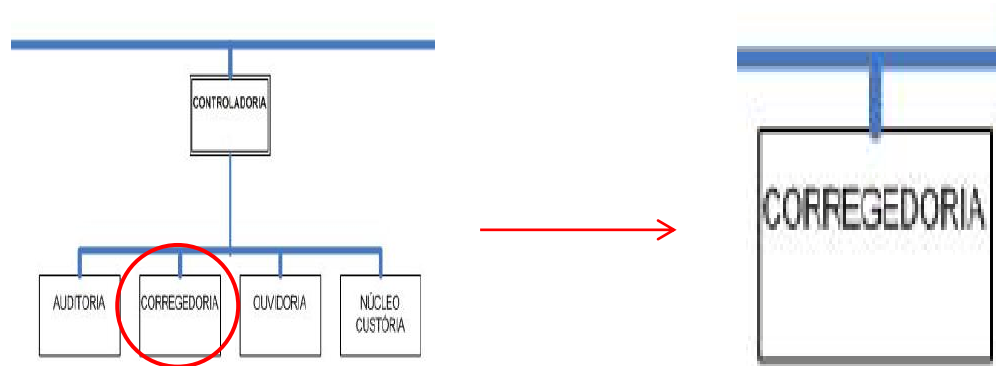 CONTROLADORIA
AUDITORIA
CORREGEDORIA
OUVIDORIA
NÚCLEO
CUSTÓRIA
CORREGEDORIA